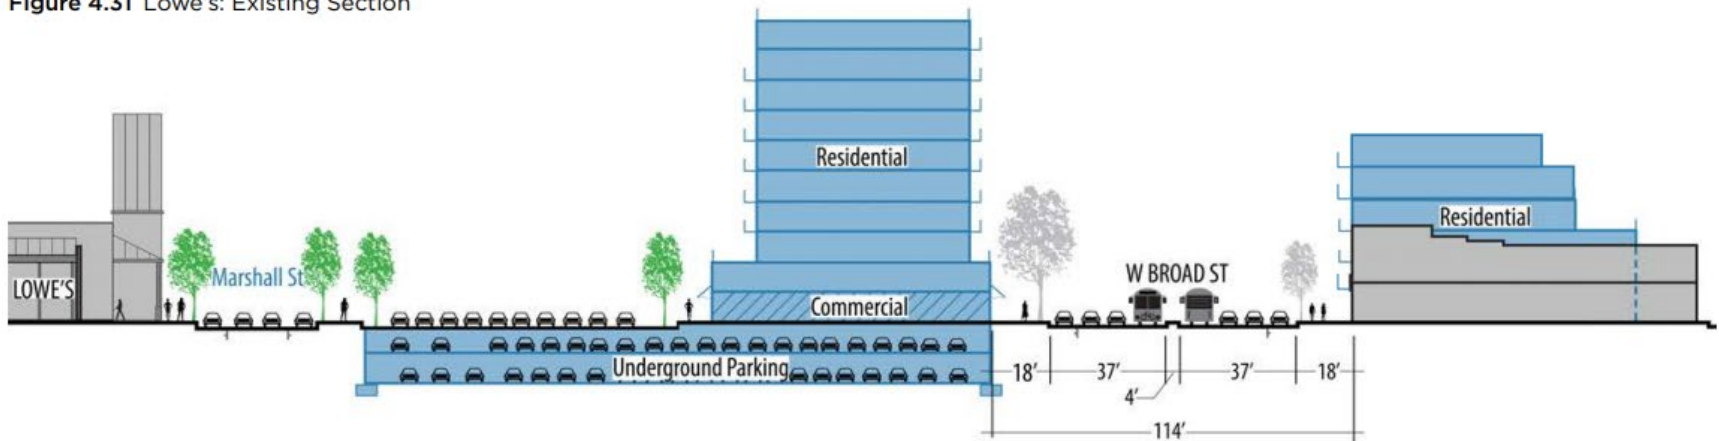 Figure 4.31 Lowe's: Existing Section
Residential
LOWE'S
Marshall St
Commercial
W BROAD ST
Residential
Underground Parking
18'
37'
4'
37'
18'
114'